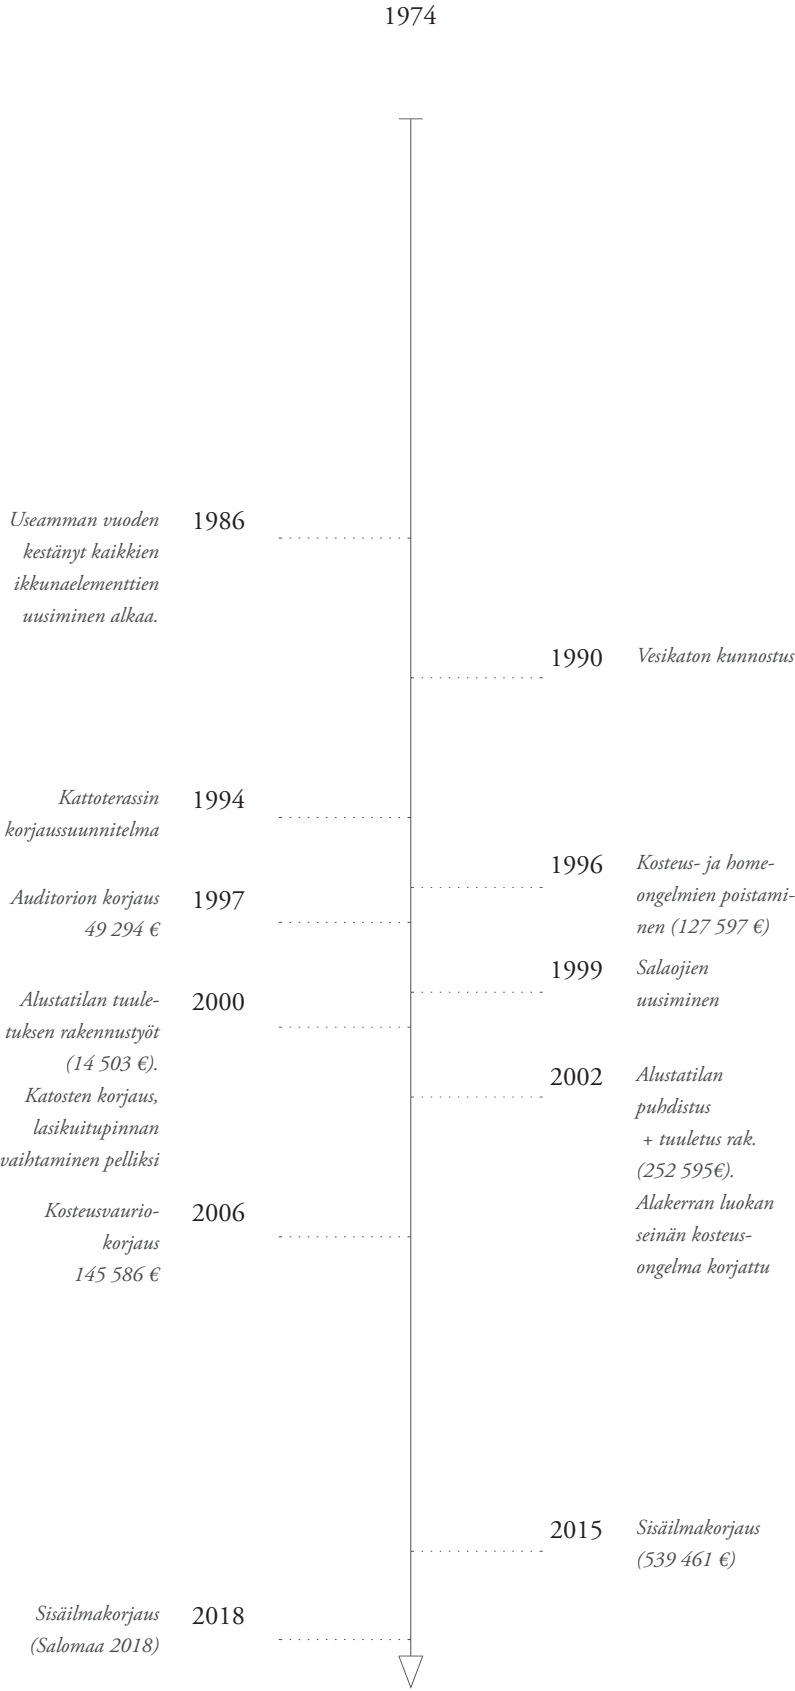 1974
1986
Useamman vuoden
kestänyt kaikkien
ikkunaelementtien
uusiminen alkaa.
1990
Vesikaton kunnostus
1994
Kattoterassin
korjaussuunnitelma
1996
Kosteus- ja home-
ongelmien poistami-
nen (127 597 €)
1997
Auditorion korjaus
49 294 €
1999
Salaojien
uusiminen
2000
Alustatilan tuule-
tuksen rakennustyöt
(14 503 €).
Katosten korjaus,
lasikuitupinnan
vaihtaminen pelliksi
2002
Alustatilan
puhdistus
+ tuuletus rak.
(252 595€).
Alakerran luokan
seinän kosteus-
ongelma korjattu
2006
Kosteusvaurio-
korjaus
145 586 €
2015
Sisäilmakorjaus
(539 461 €)
2018
Sisäilmakorjaus
(Salomaa 2018)